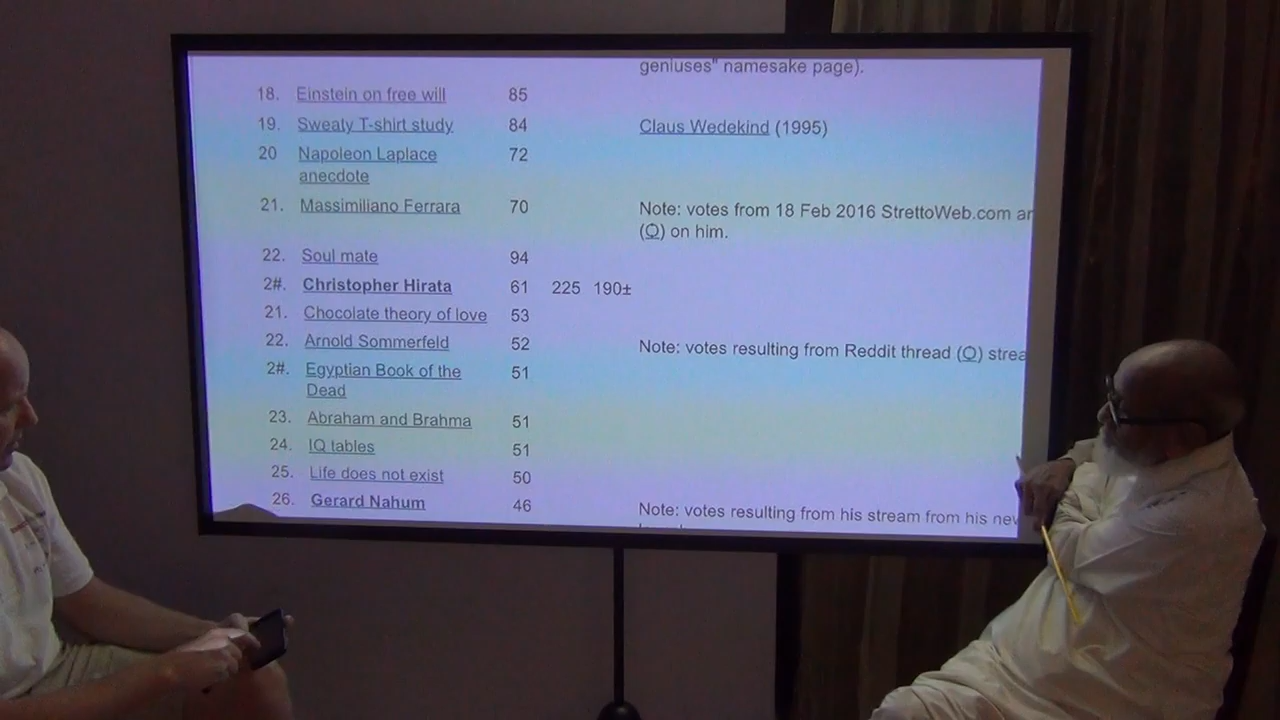 geniuses" namesake page).
18. Einstein on free will 85
19. Sweaty T-shirt study 84 Claus Wedekind (1995)
20 Napoleon Laplace 72
anecdote
21. Massimiliano Ferrara 70 Note: votes from 18 Feb 2016 StrettoWeb.com
(Q) on him.
22. Soul mate 94
2#. Christopher Hirata 61 225 190±
21. Chocolate theory of love 53
22. Arnold Sommerfeld 52 Note: votes resulting from Reddit thread (Q)
2#. Egyptian Book of the 51
Dead
23. Abraham and Brahma 51
24. IQ tables 51
25. Life does not exist 50
26. Gerard Nahum 46 Note: votes resulting from his stream from his